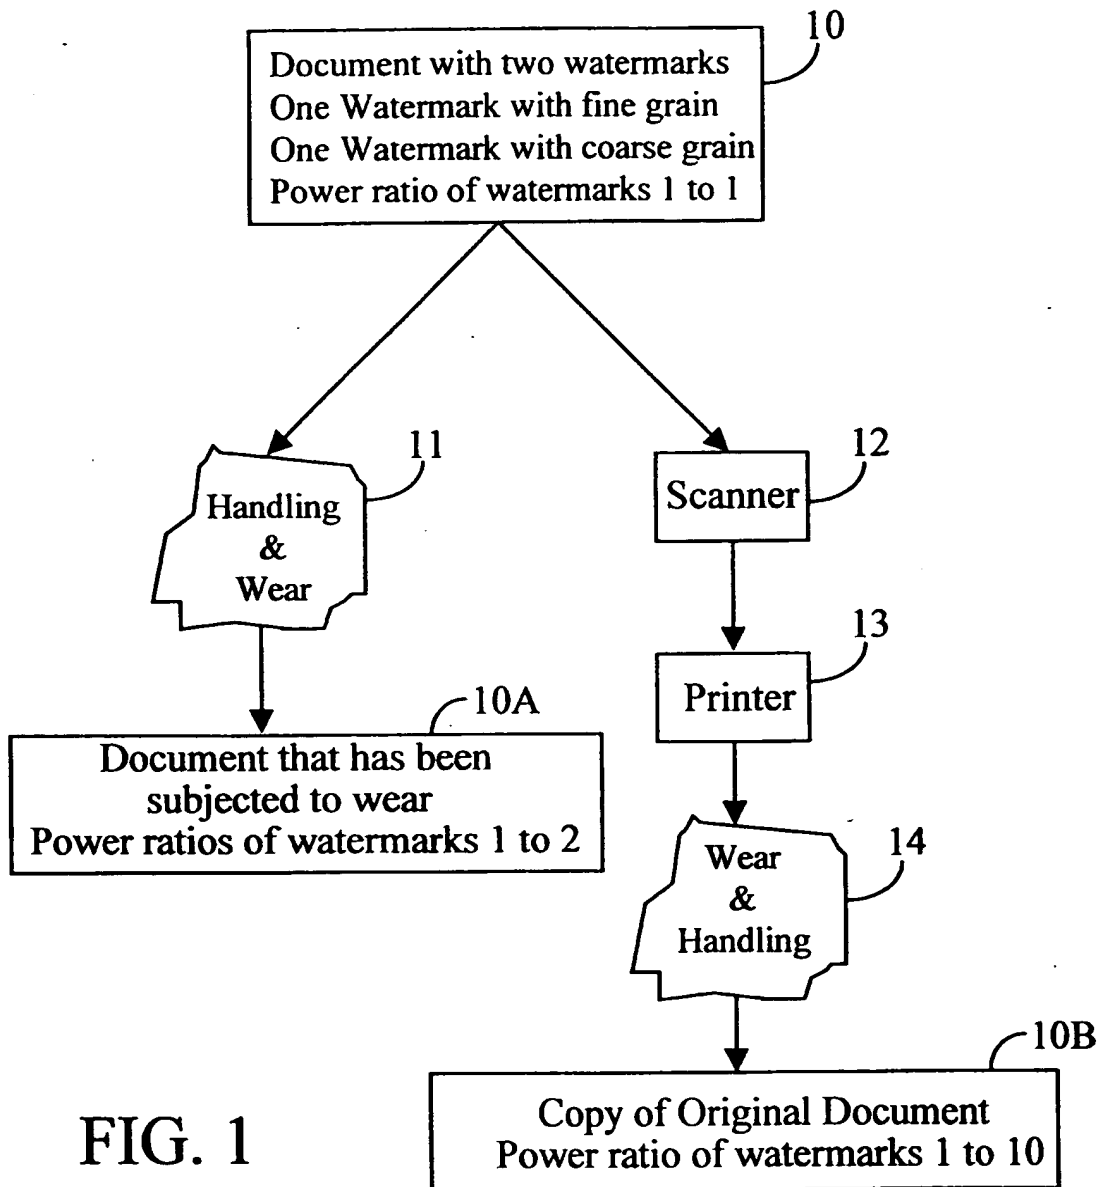 10
Document with two watermarks
One Watermark with fine grain
One Watermark with coarse grain
Power ratio of watermarks 1 to 1
11
Handling
&
Wear
12
Scanner
13
Printer
10A
Document that has been
subjected to wear
Power ratios of watermarks 1 to 2
14
Wear
&
Handling
10B
Copy of Original Document
Power ratio of watermarks 1 to 10
FIG. 1